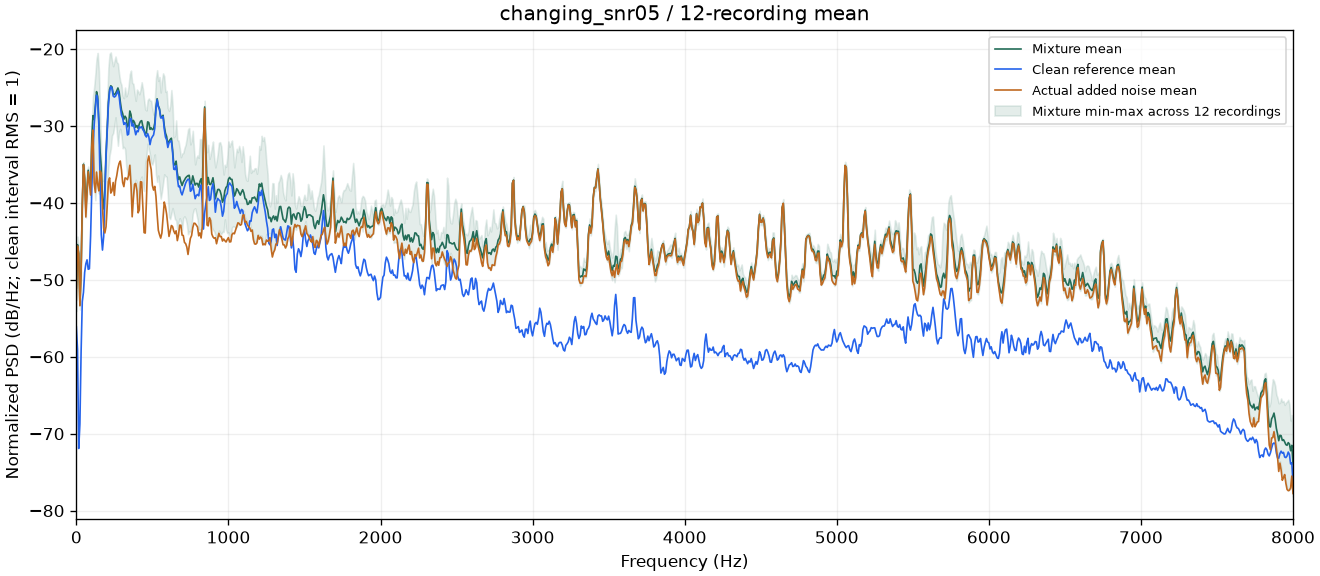 changing_snr05 / 12-recording mean
Normalized PSD (dB/Hz; clean interval RMS = 1)
−20
−30
−40
−50
−60
−70
−80
Mixture mean
Clean reference mean
Actual added noise mean
Mixture min-max across 12 recordings
0 1000 2000 3000 4000 5000 6000 7000 8000
Frequency (Hz)